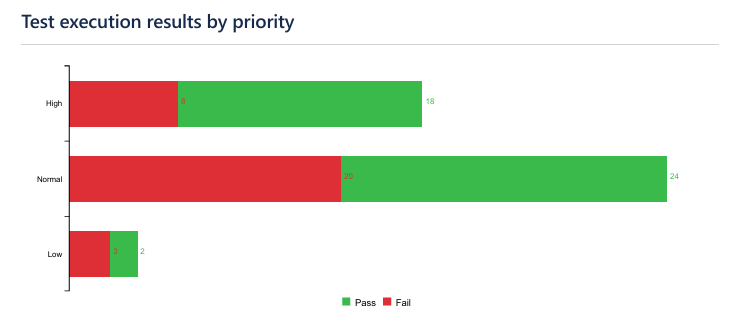 Test execution results by priority
High
8
18
Normal
20
24
Low
3
2
Pass
Fail